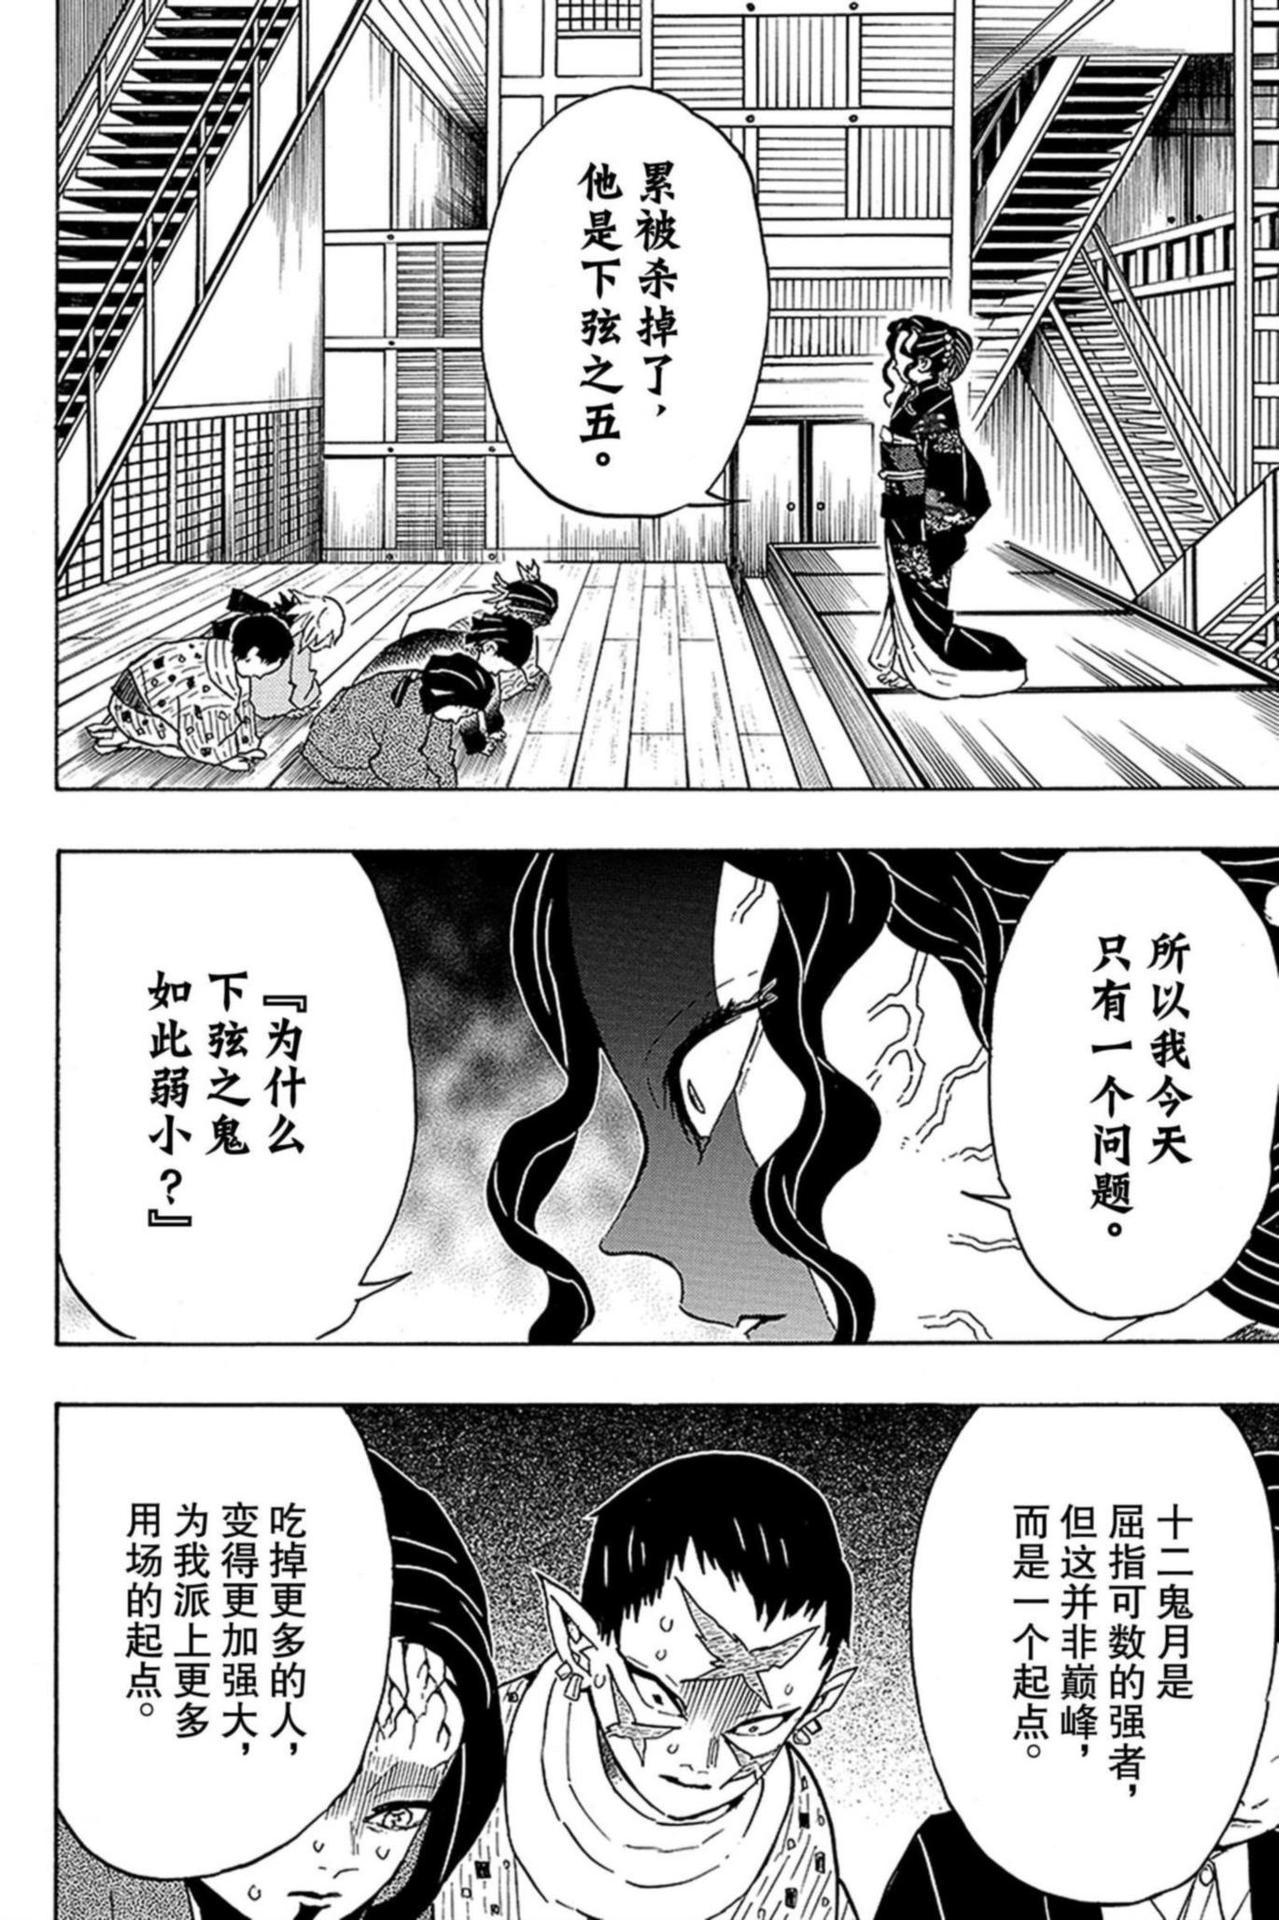 累被杀掉了，
他是下弦之五。
所以我今天
只有一个问题。
『为什么
下弦之鬼
如此弱小？』
十二鬼月是
屈指可数的强者，
但这并非巅峰，
而是一个起点。
吃掉更多的人，
变得更加强大，
为我派上更多
用场的起点。